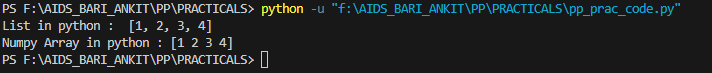 PS F:\AIDS_BARI_ANKIT\PP\PRACTICALS> python -u "f:\AIDS_BARI_ANKIT\PP\PRACTICALS\pp_prac_code.py"
List in python :  [1, 2, 3, 4]
Numpy Array in python : [1 2 3 4]
PS F:\AIDS_BARI_ANKIT\PP\PRACTICALS>